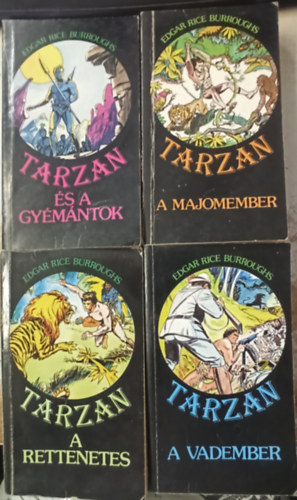 EDGAR RICE BURROUGHS
TARZAN
ÉS A
GYÉMÁNTOK
EDGAR RICE BURROUGHS
TARZAN
A MAJOMEMBER
EDGAR RICE BURROUGHS
TARZAN
A
RETTENETES
EDGAR RICE BURROUGHS
TARZAN
A VADEMBER